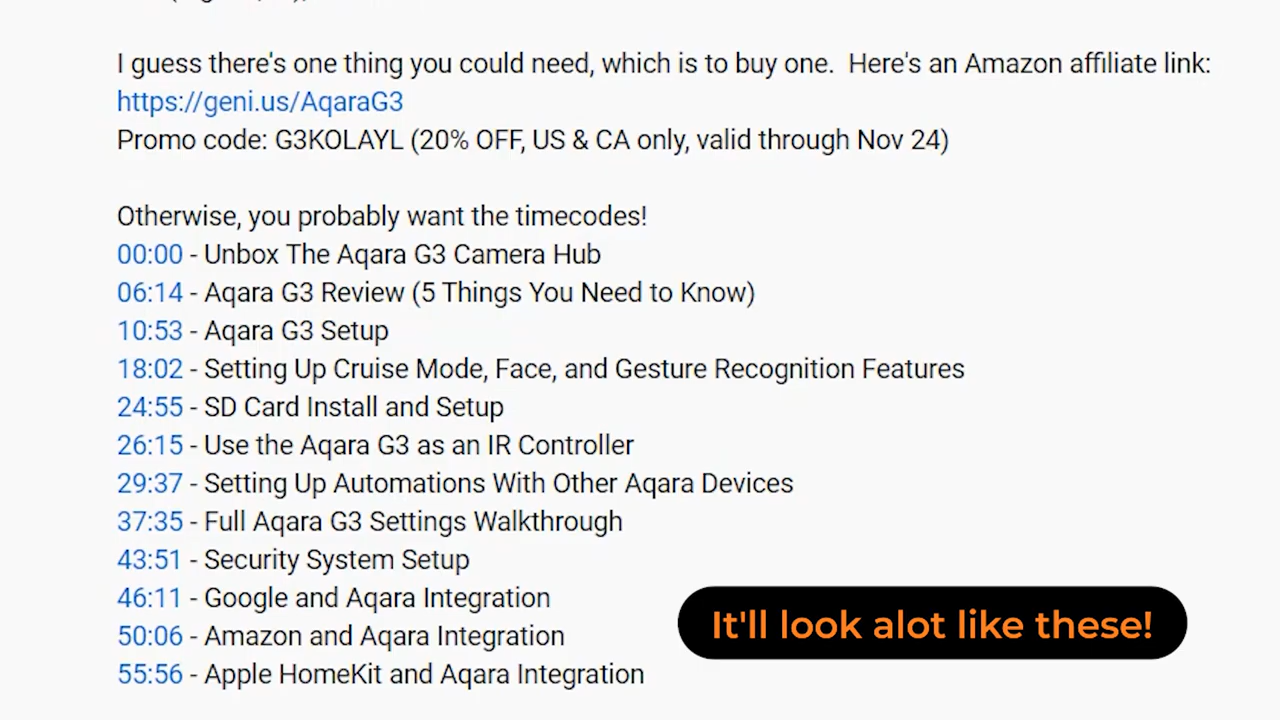 I guess there's one thing you could need, which is to buy one.  Here's an Amazon affiliate link:
https://geni.us/AqaraG3
Promo code: G3KOLAYL (20% OFF, US & CA only, valid through Nov 24)
Otherwise, you probably want the timecodes!
00:00 - Unbox The Aqara G3 Camera Hub
06:14 - Aqara G3 Review (5 Things You Need to Know)
10:53 - Aqara G3 Setup
18:02 - Setting Up Cruise Mode, Face, and Gesture Recognition Features
24:55 - SD Card Install and Setup
26:15 - Use the Aqara G3 as an IR Controller
29:37 - Setting Up Automations With Other Aqara Devices
37:35 - Full Aqara G3 Settings Walkthrough
43:51 - Security System Setup
46:11 - Google and Aqara Integration
50:06 - Amazon and Aqara Integration
55:56 - Apple HomeKit and Aqara Integration
It'll look alot like these!